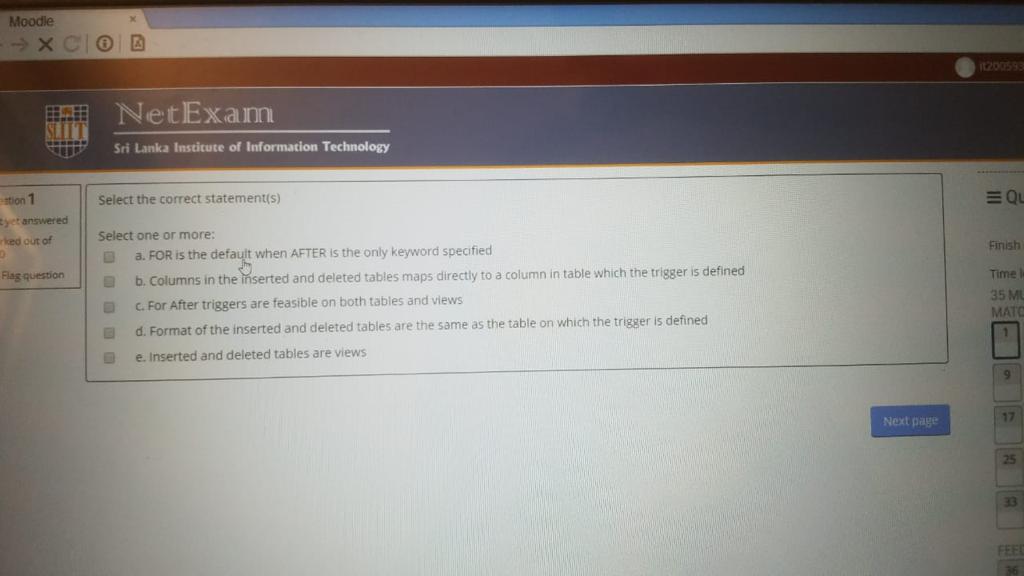 Moodle
it200593
SLIIT
NetExam
Sri Lanka Institute of Information Technology
estion 1
t yet answered
rked out of
0
Flag question
Select the correct statement(s)
Select one or more:
a. FOR is the default when AFTER is the only keyword specified
b. Columns in the inserted and deleted tables maps directly to a column in table which the trigger is defined
c. For After triggers are feasible on both tables and views
d. Format of the inserted and deleted tables are the same as the table on which the trigger is defined
e. Inserted and deleted tables are views
Next page
Qu
Finish
Time l
35 MU
MATC
1
9
17
25
33
FEED
36